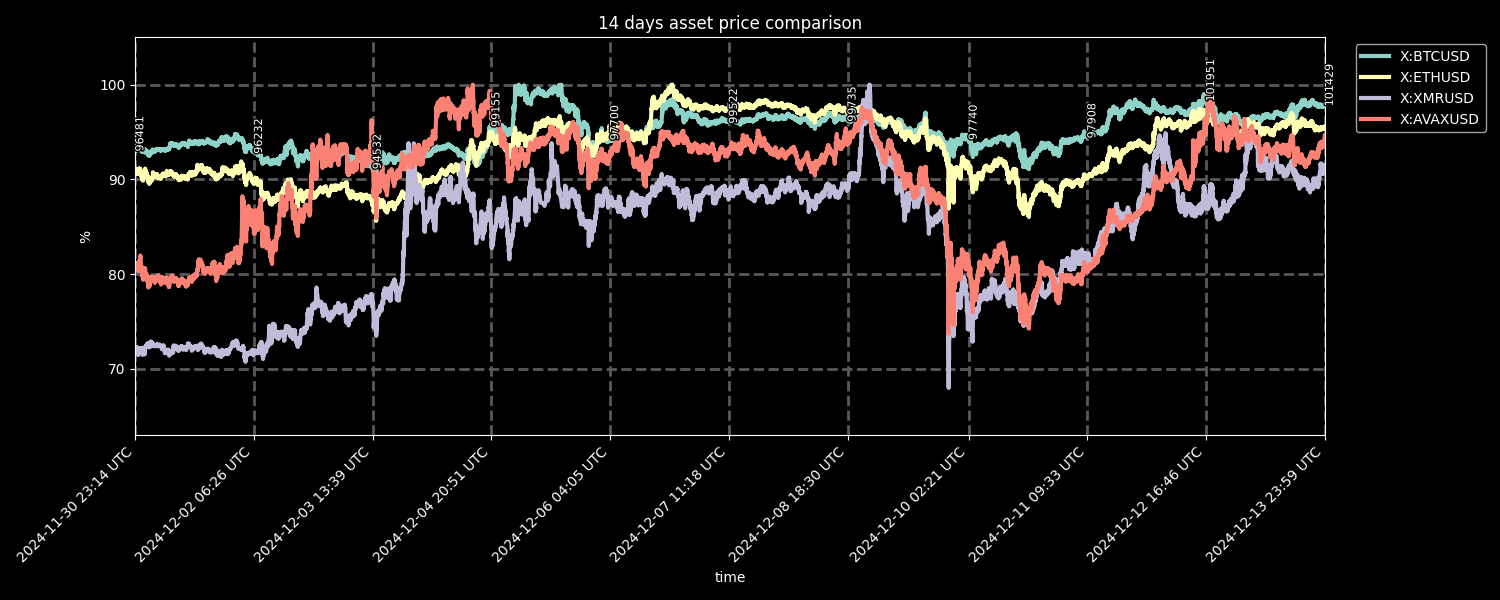 14 days asset price comparison
X:BTCUSD
X:ETHUSD
X:XMRUSD
X:AVAXUSD
%
100
90
80
70
96481
96232
94532
99155
97700
99522
99735
97740
97908
101951
101429
2024-11-30 23:14 UTC
2024-12-02 06:26 UTC
2024-12-03 13:39 UTC
2024-12-04 20:51 UTC
2024-12-06 04:05 UTC
2024-12-07 11:18 UTC
2024-12-08 18:30 UTC
2024-12-10 02:21 UTC
2024-12-11 09:33 UTC
2024-12-12 16:46 UTC
2024-12-13 23:59 UTC
time